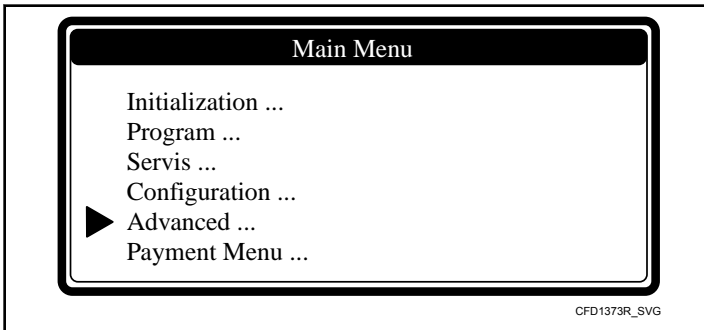 Main Menu
Initialization ...
Program ...
Servis ...
Configuration ...
Advanced ...
Payment Menu ...
CFD1373R_SVG